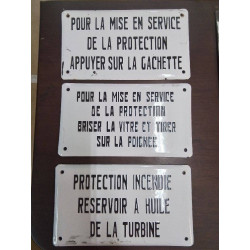 POUR LA MISE EN SERVICE
DE LA PROTECTION
APPUYER SUR LA GACHETTE
POUR LA MISE EN SERVICE
DE LA PROTECTION
BRISER LA VITRE ET TIRER
SUR LA POIGNEE
PROTECTION INCENDIE
RESERVOIR A HUILE
DE LA TURBINE